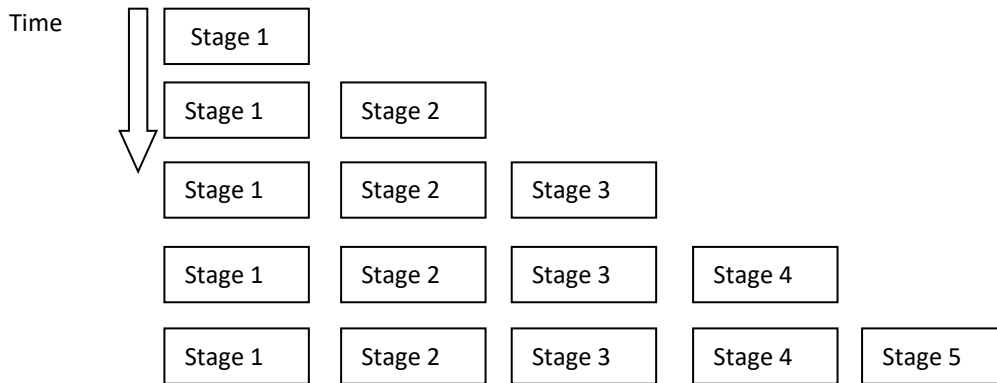 Time
Stage 1
Stage 1 Stage 2
Stage 1 Stage 2 Stage 3
Stage 1 Stage 2 Stage 3 Stage 4
Stage 1 Stage 2 Stage 3 Stage 4 Stage 5